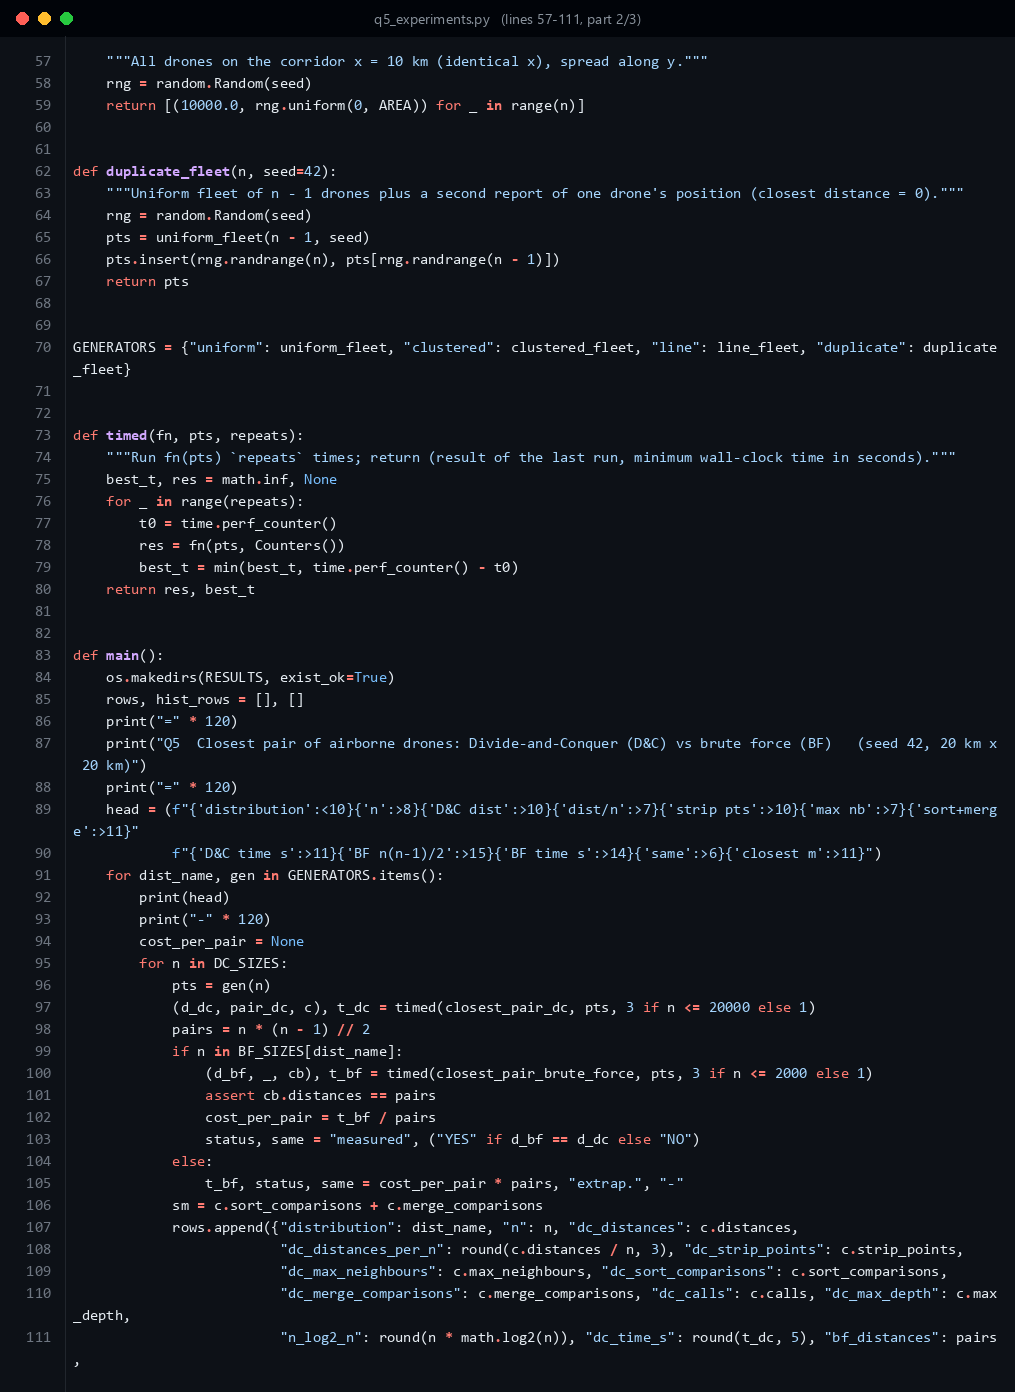 q5_experiments.py (lines 57-111, part 2/3)
57     """All drones on the corridor x = 10 km (identical x), spread along y."""
58     rng = random.Random(seed)
59     return [(10000.0, rng.uniform(0, AREA)) for _ in range(n)]
60
61
62 def duplicate_fleet(n, seed=42):
63     """Uniform fleet of n - 1 drones plus a second report of one drone's position (closest distance = 0)."""
64     rng = random.Random(seed)
65     pts = uniform_fleet(n - 1, seed)
66     pts.insert(rng.randrange(n), pts[rng.randrange(n - 1)])
67     return pts
68
69
70 GENERATORS = {"uniform": uniform_fleet, "clustered": clustered_fleet, "line": line_fleet, "duplicate": duplicate
_fleet}
71
72
73 def timed(fn, pts, repeats):
74     """Run fn(pts) `repeats` times; return (result of the last run, minimum wall-clock time in seconds)."""
75     best_t, res = math.inf, None
76     for _ in range(repeats):
77         t0 = time.perf_counter()
78         res = fn(pts, Counters())
79         best_t = min(best_t, time.perf_counter() - t0)
80     return res, best_t
81
82
83 def main():
84     os.makedirs(RESULTS, exist_ok=True)
85     rows, hist_rows = [], []
86     print("=" * 120)
87     print("Q5  Closest pair of airborne drones: Divide-and-Conquer (D&C) vs brute force (BF)   (seed 42, 20 km x
 20 km)")
88     print("=" * 120)
89     head = (f"{'distribution':<10}{'n':>8}{'D&C dist':>10}{'dist/n':>7}{'strip pts':>10}{'max nb':>7}{'sort+merg
e':>11}"
90             f"{'D&C time s':>11}{'BF n(n-1)/2':>15}{'BF time s':>14}{'same':>6}{'closest m':>11}")
91     for dist_name, gen in GENERATORS.items():
92         print(head)
93         print("-" * 120)
94         cost_per_pair = None
95         for n in DC_SIZES:
96             pts = gen(n)
97             (d_dc, pair_dc, c), t_dc = timed(closest_pair_dc, pts, 3 if n <= 20000 else 1)
98             pairs = n * (n - 1) // 2
99             if n in BF_SIZES[dist_name]:
100                 (d_bf, _, cb), t_bf = timed(closest_pair_brute_force, pts, 3 if n <= 2000 else 1)
101                 assert cb.distances == pairs
102                 cost_per_pair = t_bf / pairs
103                 status, same = "measured", ("YES" if d_bf == d_dc else "NO")
104             else:
105                 t_bf, status, same = cost_per_pair * pairs, "extrap.", "-"
106             sm = c.sort_comparisons + c.merge_comparisons
107             rows.append({"distribution": dist_name, "n": n, "dc_distances": c.distances,
108                          "dc_distances_per_n": round(c.distances / n, 3), "dc_strip_points": c.strip_points,
109                          "dc_max_neighbours": c.max_neighbours, "dc_sort_comparisons": c.sort_comparisons,
110                          "dc_merge_comparisons": c.merge_comparisons, "dc_calls": c.calls, "dc_max_depth": c.max
_depth,
111                          "n_log2_n": round(n * math.log2(n)), "dc_time_s": round(t_dc, 5), "bf_distances": pairs
,